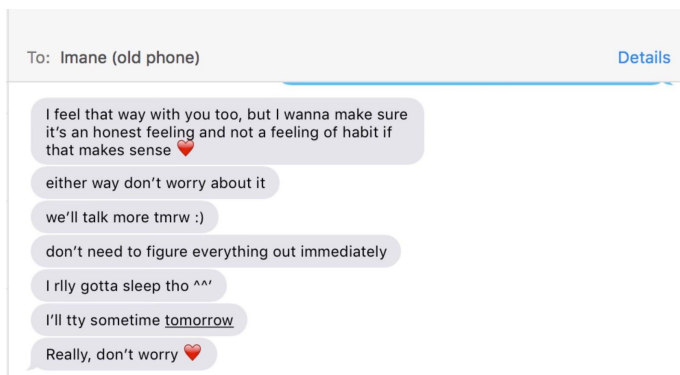 To: Imane (old phone)
Details
I feel that way with you too, but I wanna make sure
it's an honest feeling and not a feeling of habit if
that makes sense ❤️
either way don't worry about it
we'll talk more tmrw :)
don't need to figure everything out immediately
I rlly gotta sleep tho ^^'
I'll tty sometime tomorrow
Really, don't worry ❤️